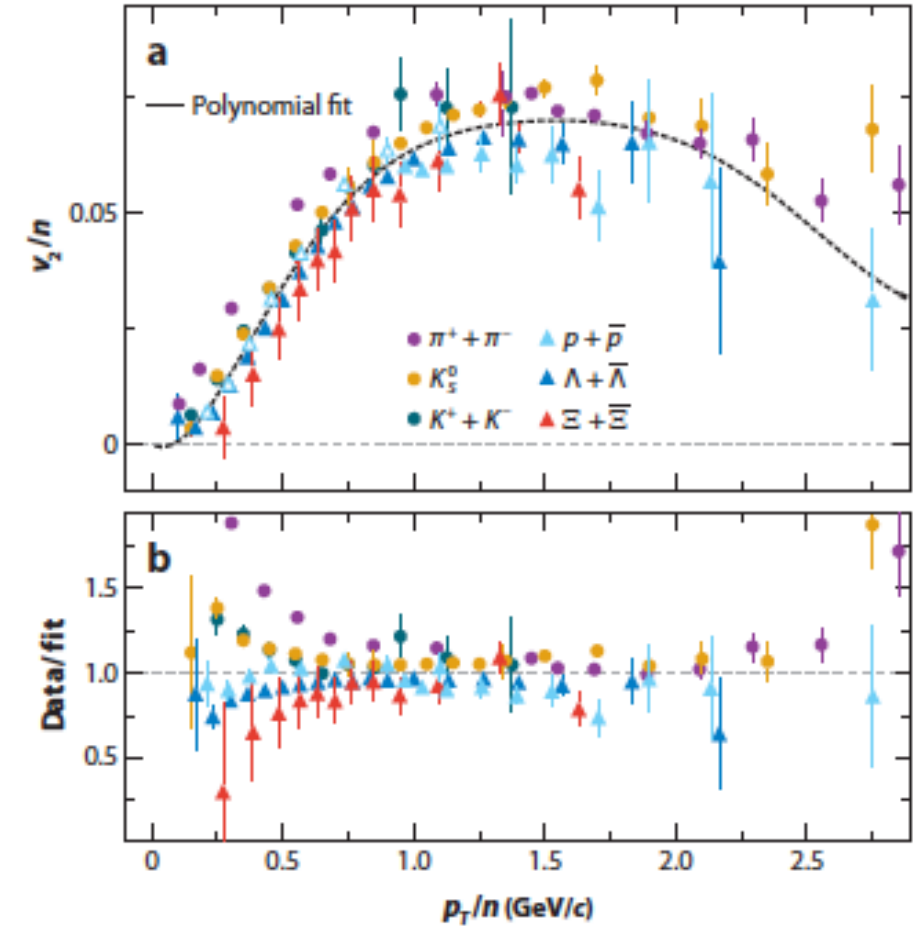 a
— Polynomial fit
v₂/n
0.05
0
π⁺ + π⁻
p + p̅
K⁰ₛ
Λ + Λ̅
K⁺ + K⁻
Ξ + Ξ̅
b
Data/fit
1.5
1.0
0.5
0 0.5 1.0 1.5 2.0 2.5
p_T/n (GeV/c)